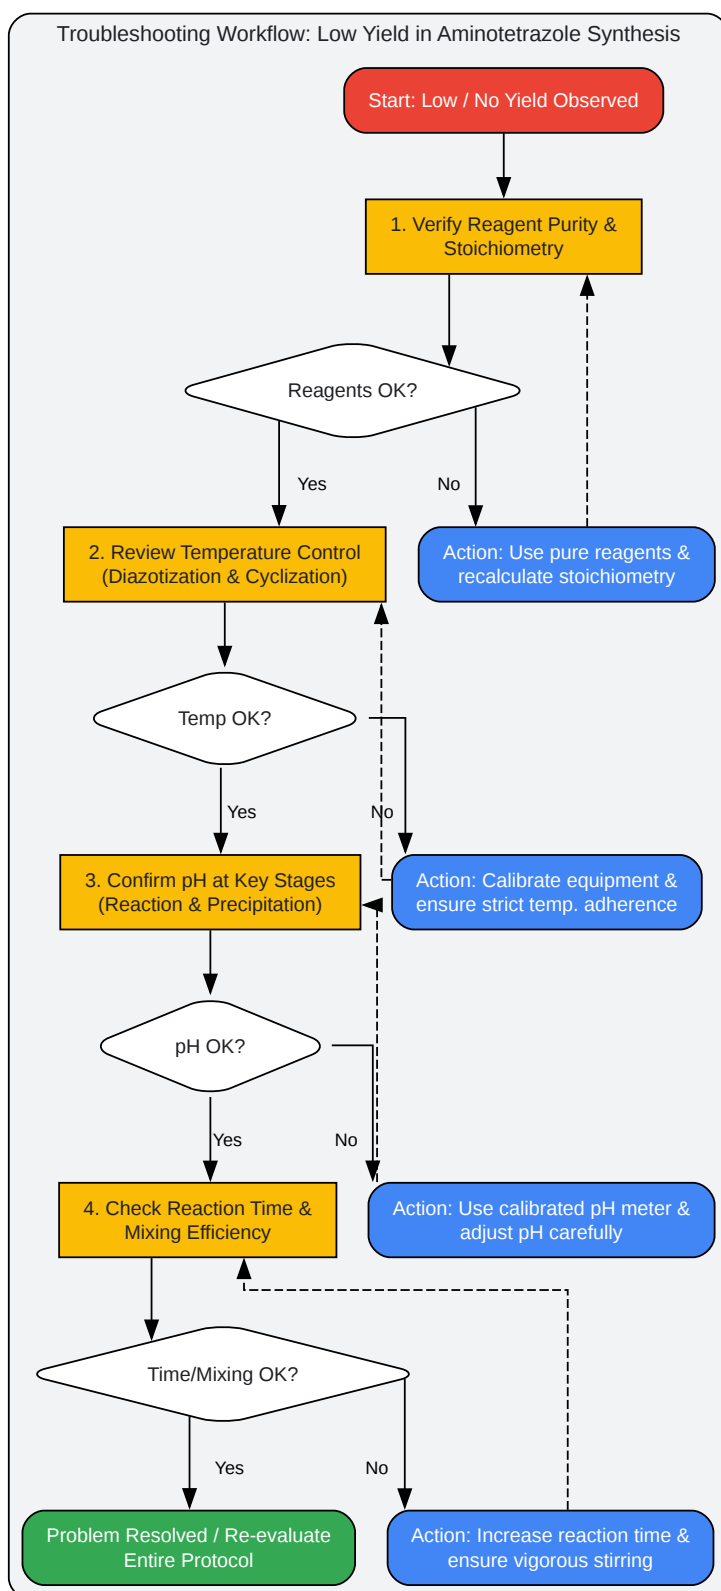 Troubleshooting Workflow: Low Yield in Aminotetrazole Synthesis
Start: Low / No Yield Observed
1. Verify Reagent Purity &
Stoichiometry
Reagents OK?
Yes
No
2. Review Temperature Control
(Diazotization & Cyclization)
Action: Use pure reagents &
recalculate stoichiometry
Temp OK?
Yes
No
3. Confirm pH at Key Stages
(Reaction & Precipitation)
Action: Calibrate equipment &
ensure strict temp. adherence
pH OK?
Yes
No
4. Check Reaction Time &
Mixing Efficiency
Action: Use calibrated pH meter &
adjust pH carefully
Time/Mixing OK?
Yes
No
Problem Resolved / Re-evaluate
Entire Protocol
Action: Increase reaction time &
ensure vigorous stirring